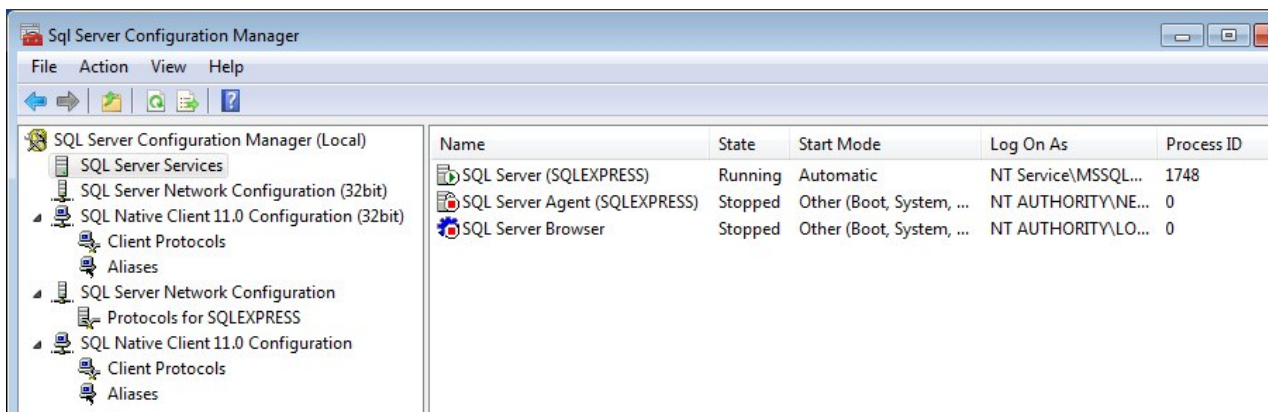 Sql Server Configuration Manager
File Action View Help
SQL Server Configuration Manager (Local)
SQL Server Services
SQL Server Network Configuration (32bit)
SQL Native Client 11.0 Configuration (32bit)
Client Protocols
Aliases
SQL Server Network Configuration
Protocols for SQLEXPRESS
SQL Native Client 11.0 Configuration
Client Protocols
Aliases
Name State Start Mode Log On As Process ID
SQL Server (SQLEXPRESS) Running Automatic NT Service\MSSQL... 1748
SQL Server Agent (SQLEXPRESS) Stopped Other (Boot, System, ... NT AUTHORITY\NE... 0
SQL Server Browser Stopped Other (Boot, System, ... NT AUTHORITY\LO... 0